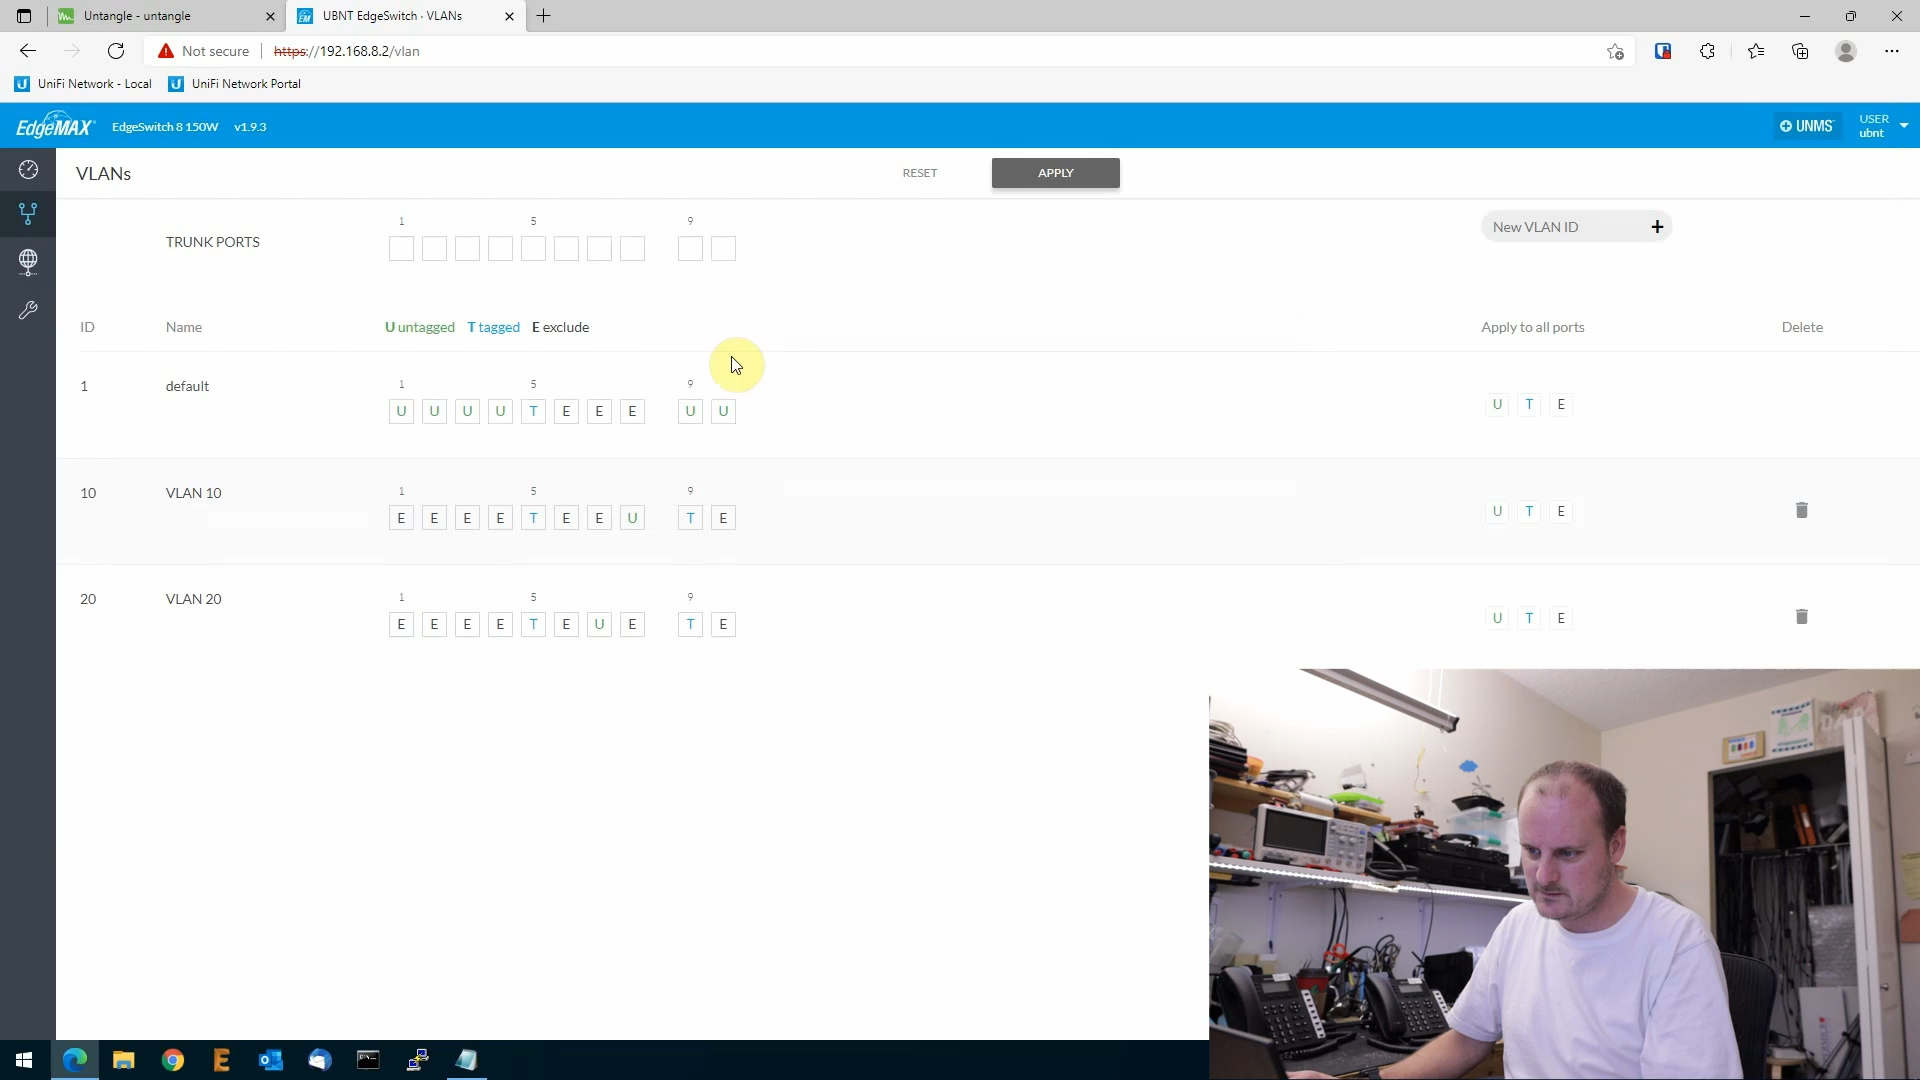 Untangle - untangle
UBNT EdgeSwitch - VLANs
Not secure https://192.168.8.2/vlan
UniFi Network - Local UniFi Network Portal
EdgeMAX EdgeSwitch 8 150W v1.9.3
UNMS
USER
ubnt
VLANs
RESET
APPLY
1 5 9
TRUNK PORTS
New VLAN ID +
ID Name U untagged T tagged E exclude Apply to all ports Delete
1 5 9
1 default
U U U U T E E E U U
U T E
1 5 9
10 VLAN 10
E E E E T E E U T E
U T E
1 5 9
20 VLAN 20
E E E E T E U E T E
U T E